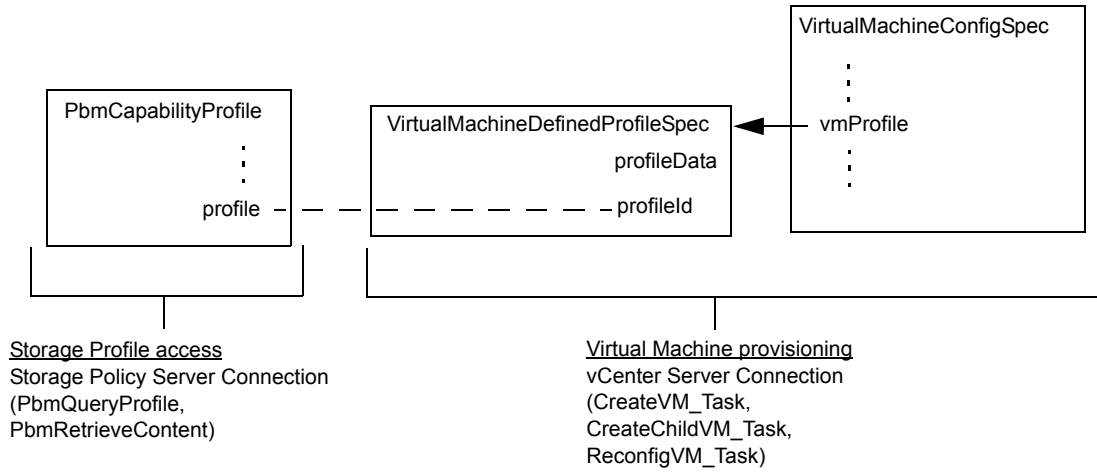 VirtualMachineConfigSpec
PbmCapabilityProfile
VirtualMachineDefinedProfileSpec
vmProfile
profileData
profile
profileId
Storage Profile access
Storage Policy Server Connection
(PbmQueryProfile,
PbmRetrieveContent)
Virtual Machine provisioning
vCenter Server Connection
(CreateVM_Task,
CreateChildVM_Task,
ReconfigVM_Task)